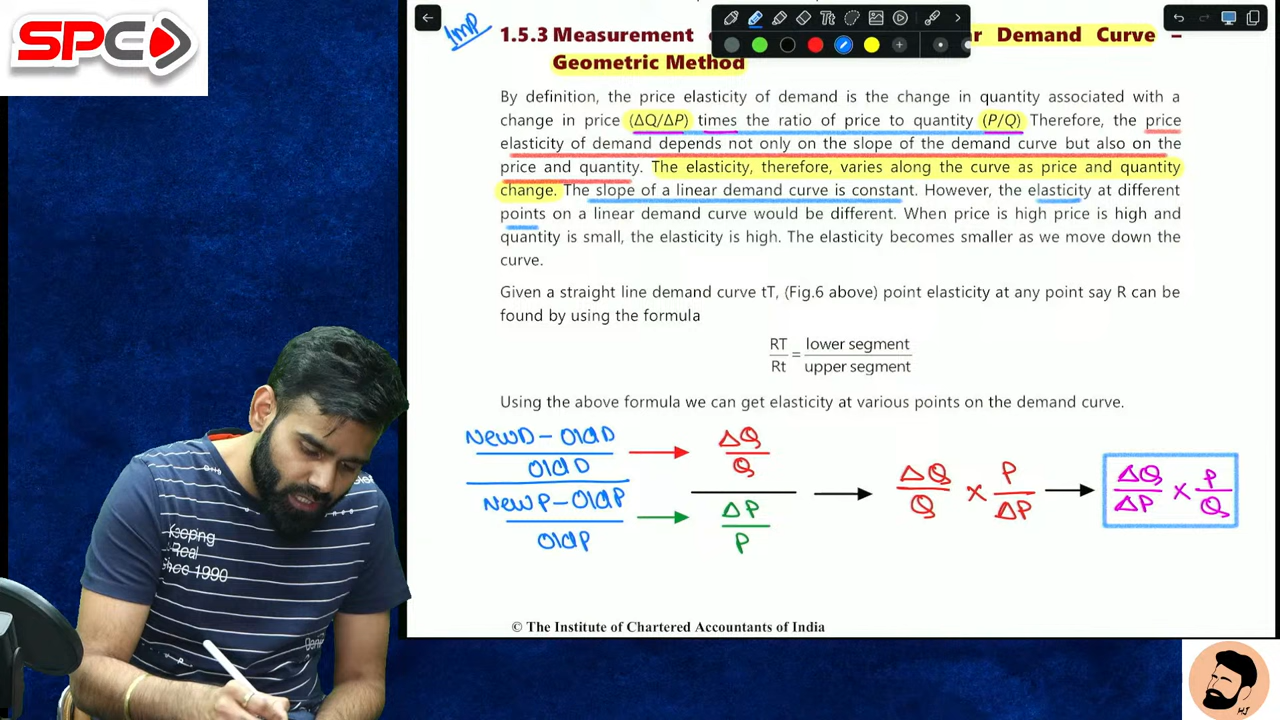 SPC
Imp
1.5.3 Measurement
ar Demand Curve –
Geometric Method
By definition, the price elasticity of demand is the change in quantity associated with a
change in price (ΔQ/ΔP) times the ratio of price to quantity (P/Q) Therefore, the price
elasticity of demand depends not only on the slope of the demand curve but also on the
price and quantity. The elasticity, therefore, varies along the curve as price and quantity
change. The slope of a linear demand curve is constant. However, the elasticity at different
points on a linear demand curve would be different. When price is high price is high and
quantity is small, the elasticity is high. The elasticity becomes smaller as we move down the
curve.
Given a straight line demand curve tT, (Fig.6 above) point elasticity at any point say R can be
found by using the formula
RT/Rt = lower segment/upper segment
Using the above formula we can get elasticity at various points on the demand curve.
NewD – OldD
OldD
NewP – OldP
OldP
ΔQ/Q
ΔP/P
ΔQ/Q × P/ΔP
ΔQ/ΔP × P/Q
© The Institute of Chartered Accountants of India
Keeping
Real
Since 1990
HJ